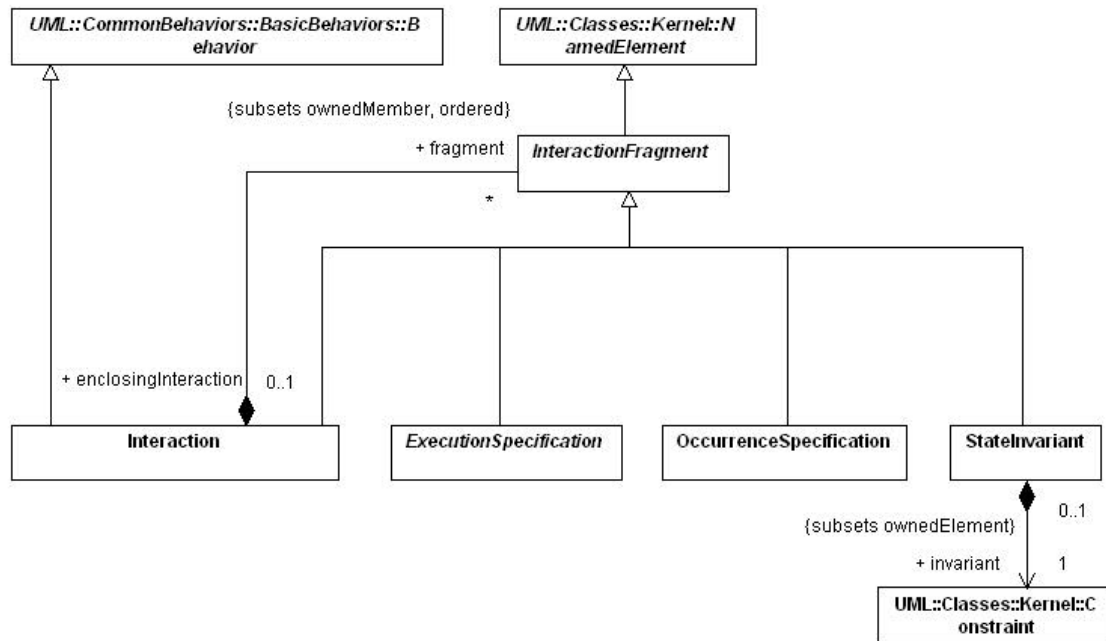 UML::CommonBehaviors::BasicBehaviors::B
ehavior
UML::Classes::Kernel::N
amedElement
{subsets ownedMember, ordered}
+ fragment
InteractionFragment
*
+ enclosingInteraction
0..1
Interaction
ExecutionSpecification
OccurrenceSpecification
StateInvariant
0..1
{subsets ownedElement}
+ invariant
1
UML::Classes::Kernel::C
onstraint